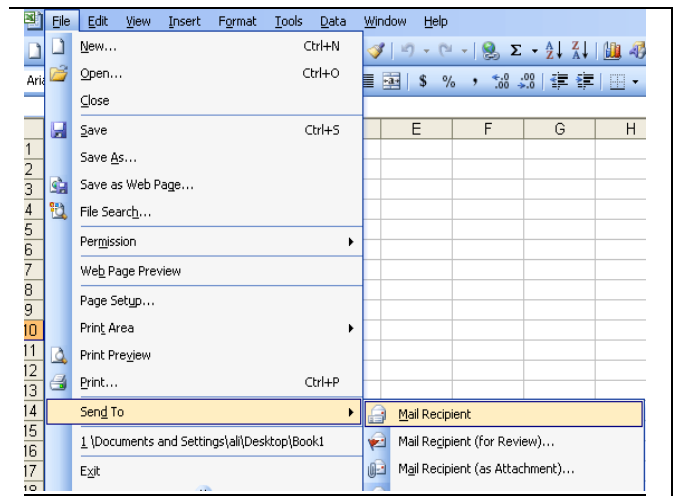 File Edit View Insert Format Tools Data Window Help
New... Ctrl+N
Σ
Open... Ctrl+O
$ % ,
Close
Save Ctrl+S
E F G H
1
Save As...
2
3 Save as Web Page...
4 File Search...
5
Permission
6
7 Web Page Preview
8
Page Setup...
9
10 Print Area
11 Print Preview
12
13 Print... Ctrl+P
14 Send To Mail Recipient
15
1 \Documents and Settings\ali\Desktop\Book1 Mail Recipient (for Review)...
16
17 Exit Mail Recipient (as Attachment)...